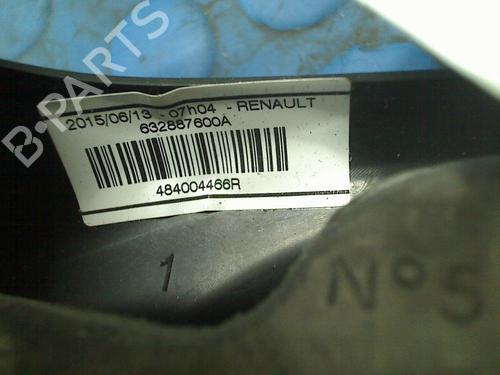 B-PARTS
2015/06/13 - 07h04 - RENAULT
632887600A
484004466R
1
N°5